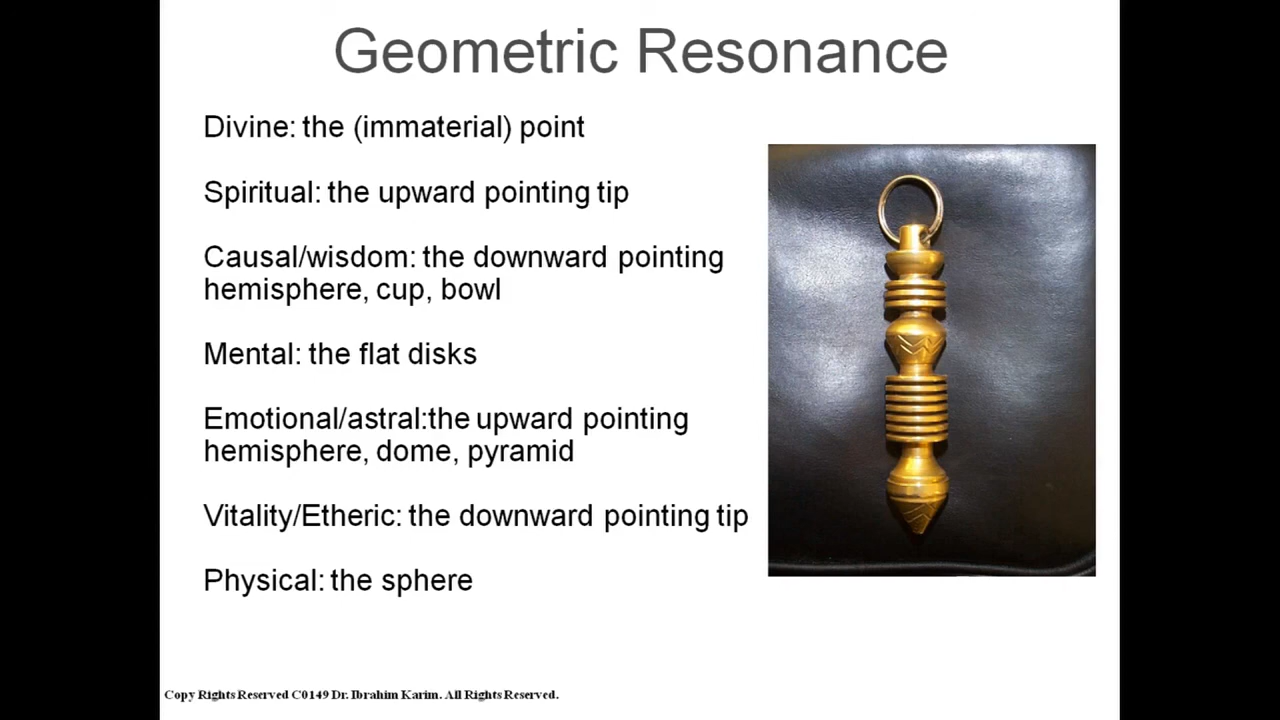 Geometric Resonance
Divine: the (immaterial) point
Spiritual: the upward pointing tip
Causal/wisdom: the downward pointing
hemisphere, cup, bowl
Mental: the flat disks
Emotional/astral:the upward pointing
hemisphere, dome, pyramid
Vitality/Etheric: the downward pointing tip
Physical: the sphere
Copy Rights Reserved C0149 Dr. Ibrahim Karim. All Rights Reserved.